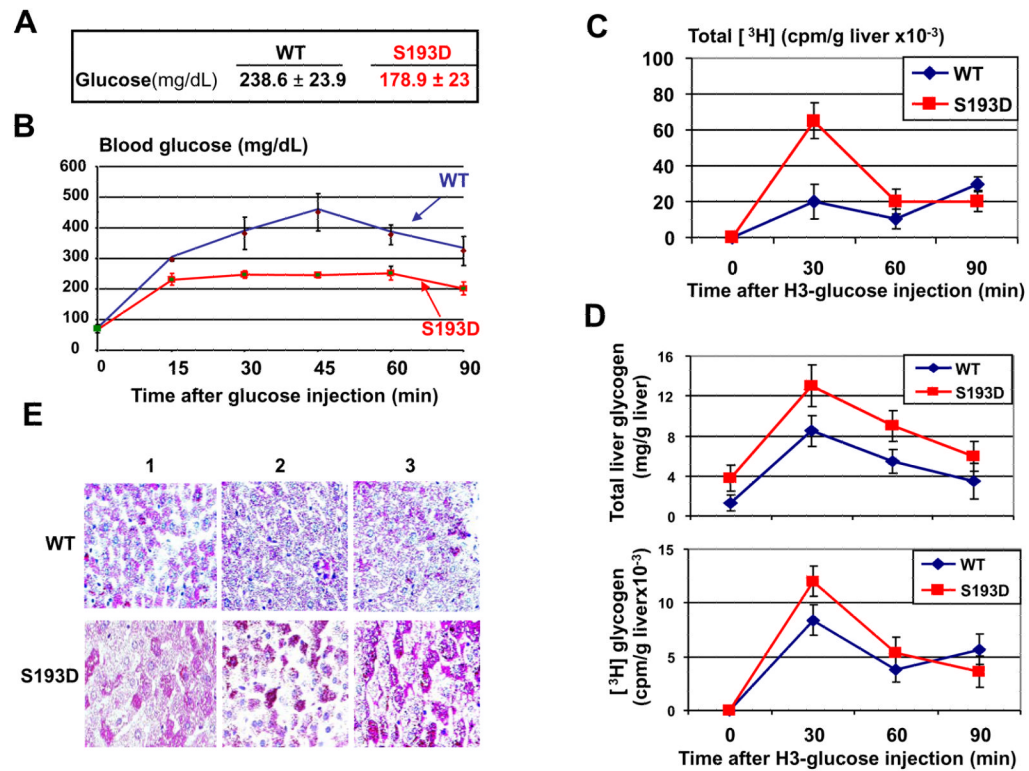 A
WT S193D
Glucose(mg/dL) 238.6 ± 23.9 178.9 ± 23
B
Blood glucose (mg/dL)
600
500
400
300
200
100
0
WT
S193D
0 15 30 45 60 90
Time after glucose injection (min)
C
Total [³H] (cpm/g liver x10⁻³)
100
80
60
40
20
0
WT
S193D
0 30 60 90
Time after H3-glucose injection (min)
D
Total liver glycogen
(mg/g liver)
16
12
8
4
0
WT
S193D
[³H] glycogen
(cpm/g liverx10⁻³)
15
10
5
0
WT
S193D
0 30 60 90
Time after H3-glucose injection (min)
E
1 2 3
WT
S193D